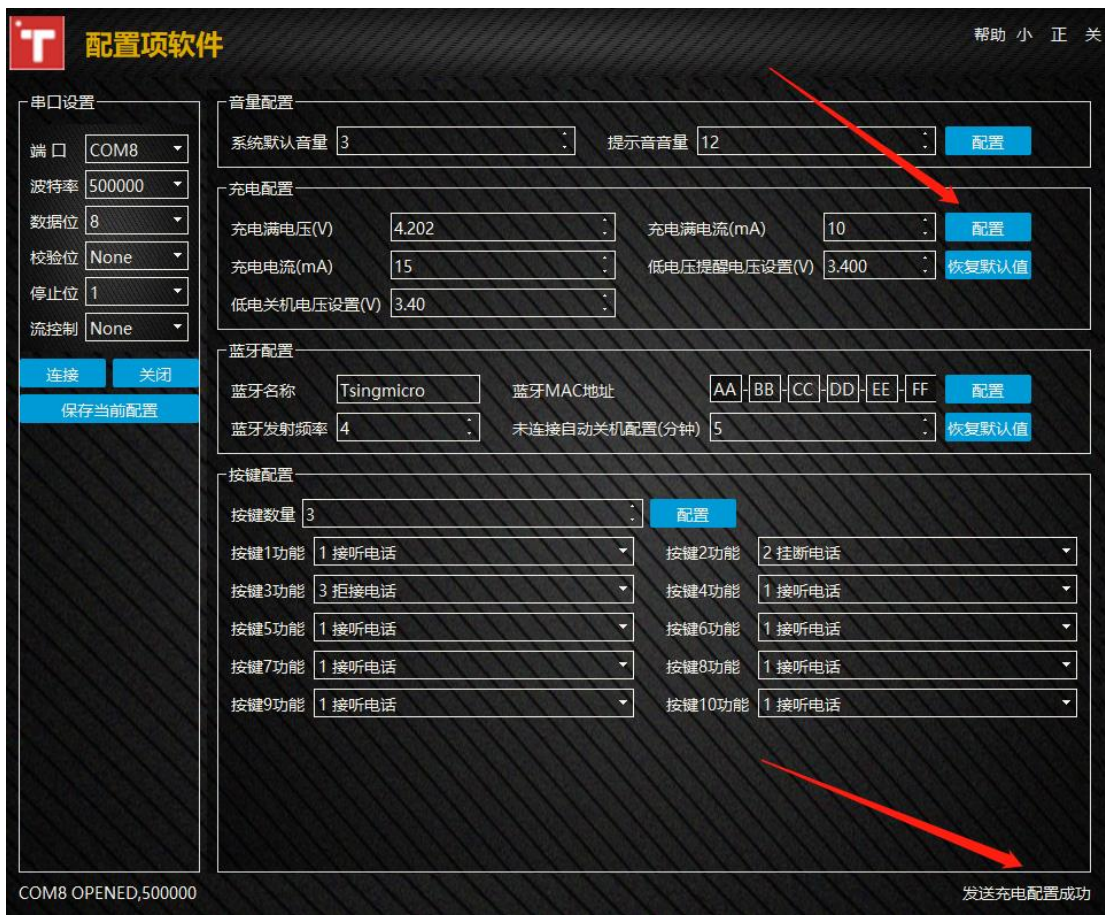 配置项软件
帮助 小 正 关
串口设置
端 口 COM8
波特率 500000
数据位 8
校验位 None
停止位 1
流控制 None
连接 关闭
保存当前配置
音量配置
系统默认音量 3 提示音音量 12 配置
充电配置
充电满电压(V) 4.202 充电满电流(mA) 10 配置
充电电流(mA) 15 低电压提醒电压设置(V) 3.400 恢复默认值
低电关机电压设置(V) 3.40
蓝牙配置
蓝牙名称 Tsingmicro 蓝牙MAC地址 AA-BB-CC-DD-EE-FF 配置
蓝牙发射频率 4 未连接自动关机配置(分钟) 5 恢复默认值
按键配置
按键数量 3 配置
按键1功能 1 接听电话 按键2功能 2 挂断电话
按键3功能 3 拒接电话 按键4功能 1 接听电话
按键5功能 1 接听电话 按键6功能 1 接听电话
按键7功能 1 接听电话 按键8功能 1 接听电话
按键9功能 1 接听电话 按键10功能 1 接听电话
COM8 OPENED,500000 发送充电配置成功